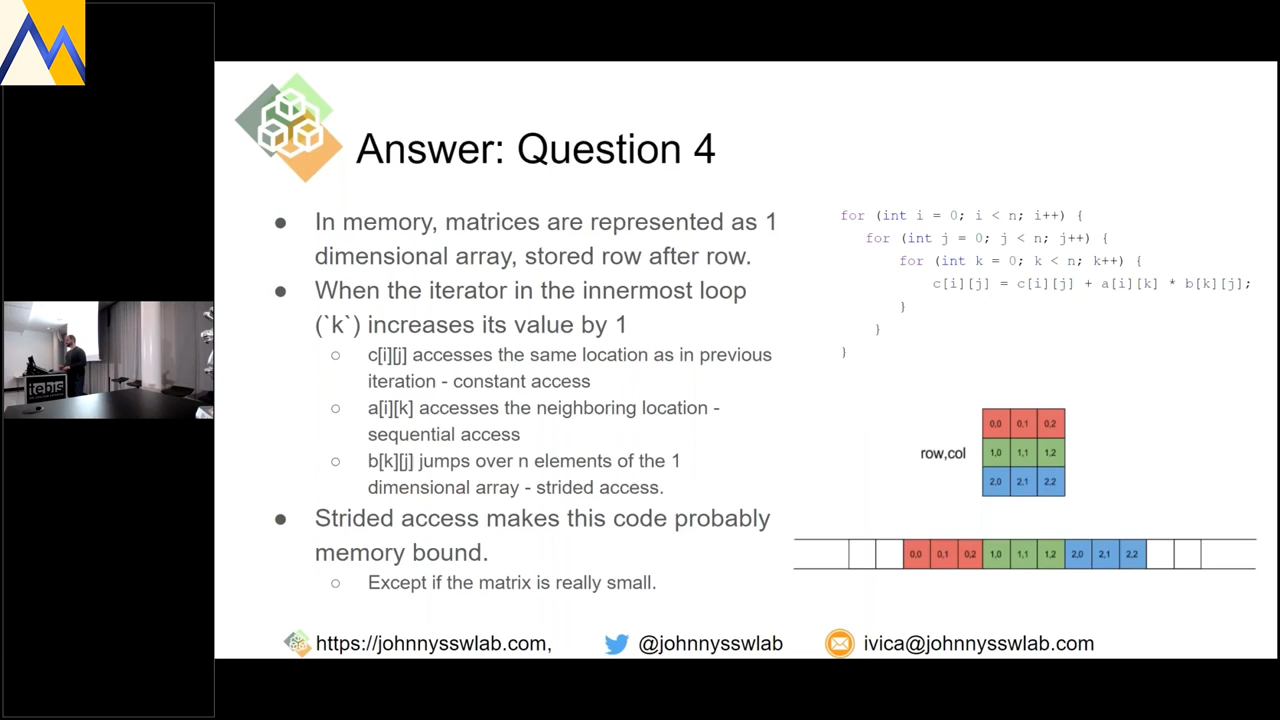 Answer: Question 4
● In memory, matrices are represented as 1
dimensional array, stored row after row.
● When the iterator in the innermost loop
(`k`) increases its value by 1
○ c[i][j] accesses the same location as in previous
iteration - constant access
○ a[i][k] accesses the neighboring location -
sequential access
○ b[k][j] jumps over n elements of the 1
dimensional array - strided access.
● Strided access makes this code probably
memory bound.
○ Except if the matrix is really small.
for (int i = 0; i < n; i++) {
for (int j = 0; j < n; j++) {
for (int k = 0; k < n; k++) {
c[i][j] = c[i][j] + a[i][k] * b[k][j];
}
}
}
row,col
0,0 0,1 0,2
1,0 1,1 1,2
2,0 2,1 2,2
0,0 0,1 0,2 1,0 1,1 1,2 2,0 2,1 2,2
https://johnnysswlab.com, @johnnysswlab ivica@johnnysswlab.com
tebis